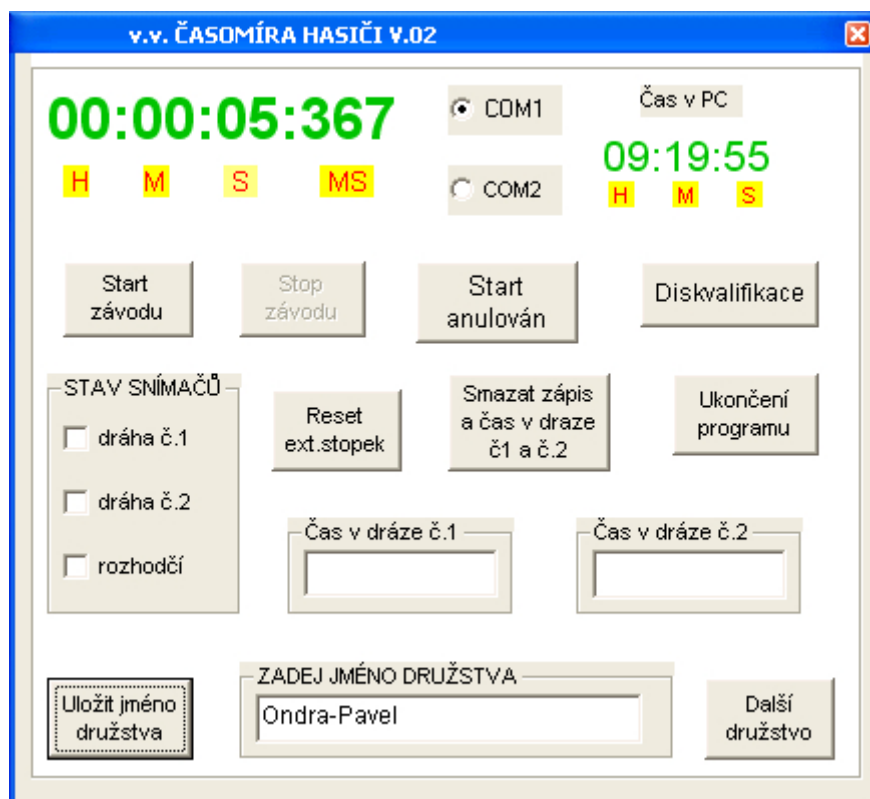 v.v. ČASOMÍRA HASIČI V.02
00:00:05:367
H M S MS
COM1
COM2
Čas v PC
09:19:55
H M S
Start
závodu
Stop
závodu
Start
anulován
Diskvalifikace
STAV SNÍMAČŮ
dráha č.1
dráha č.2
rozhodčí
Reset
ext.stopek
Smazat zápis
a čas v draze
č1 a č.2
Ukončení
programu
Čas v dráze č.1
Čas v dráze č.2
Uložit jméno
družstva
ZADEJ JMÉNO DRUŽSTVA
Ondra-Pavel
Další
družstvo